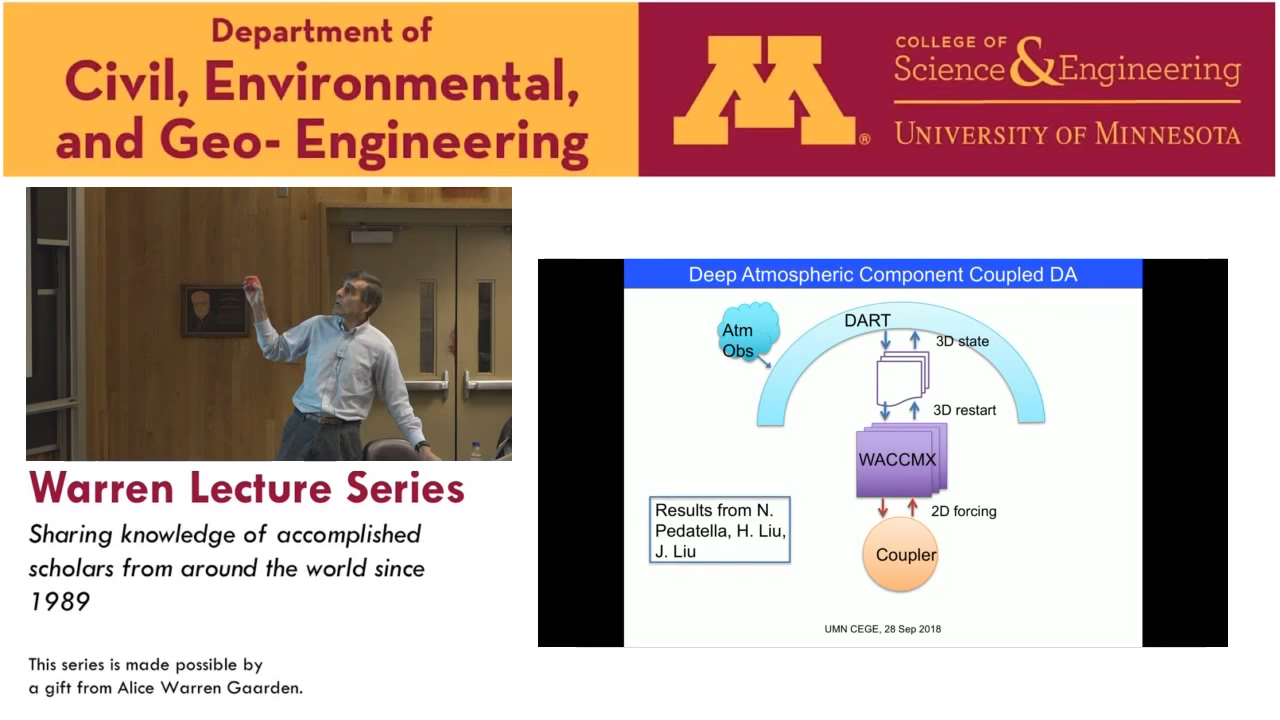 Department of
Civil, Environmental,
and Geo- Engineering
M
®
COLLEGE OF
Science & Engineering
UNIVERSITY OF MINNESOTA
Warren Lecture Series
Sharing knowledge of accomplished
scholars from around the world since
1989
This series is made possible by
a gift from Alice Warren Gaarden.
Deep Atmospheric Component Coupled DA
Atm
Obs
DART
3D state
3D restart
WACCMX
2D forcing
Results from N.
Pedatella, H. Liu,
J. Liu
Coupler
UMN CEGE, 28 Sep 2018